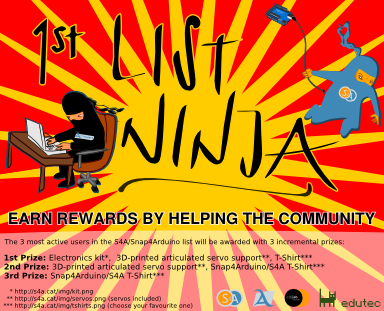 1st LIST
NINJA
EARN REWARDS BY HELPING THE COMMUNITY
The 3 most active users in the S4A/Snap4Arduino list will be awarded with 3 incremental prizes:
1st Prize: Electronics kit*, 3D-printed articulated servo support**, T-Shirt***
2nd Prize: 3D-printed articulated servo support**, Snap4Arduino/S4A T-Shirt***
3rd Prize: Snap4Arduino/S4A T-Shirt***
* http://s4a.cat/img/kit.png
** http://s4a.cat/img/servos.png (servos included)
*** http://s4a.cat/img/tshirts.png (choose your favourite one)
edutec